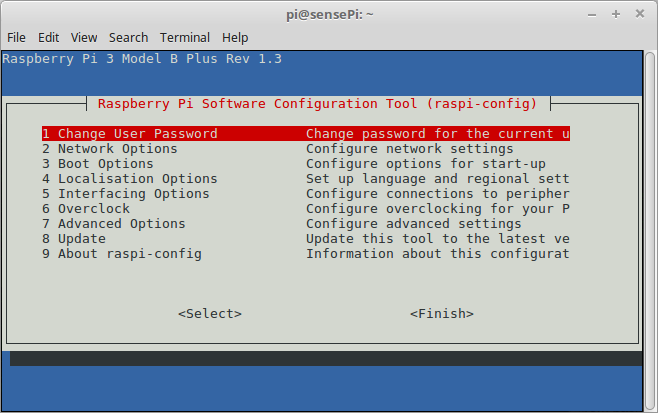 pi@sensePi: ~
File Edit View Search Terminal Help
Raspberry Pi 3 Model B Plus Rev 1.3
Raspberry Pi Software Configuration Tool (raspi-config)
1 Change User Password Change password for the current u
2 Network Options Configure network settings
3 Boot Options Configure options for start-up
4 Localisation Options Set up language and regional sett
5 Interfacing Options Configure connections to peripher
6 Overclock Configure overclocking for your P
7 Advanced Options Configure advanced settings
8 Update Update this tool to the latest ve
9 About raspi-config Information about this configurat
<Select> <Finish>